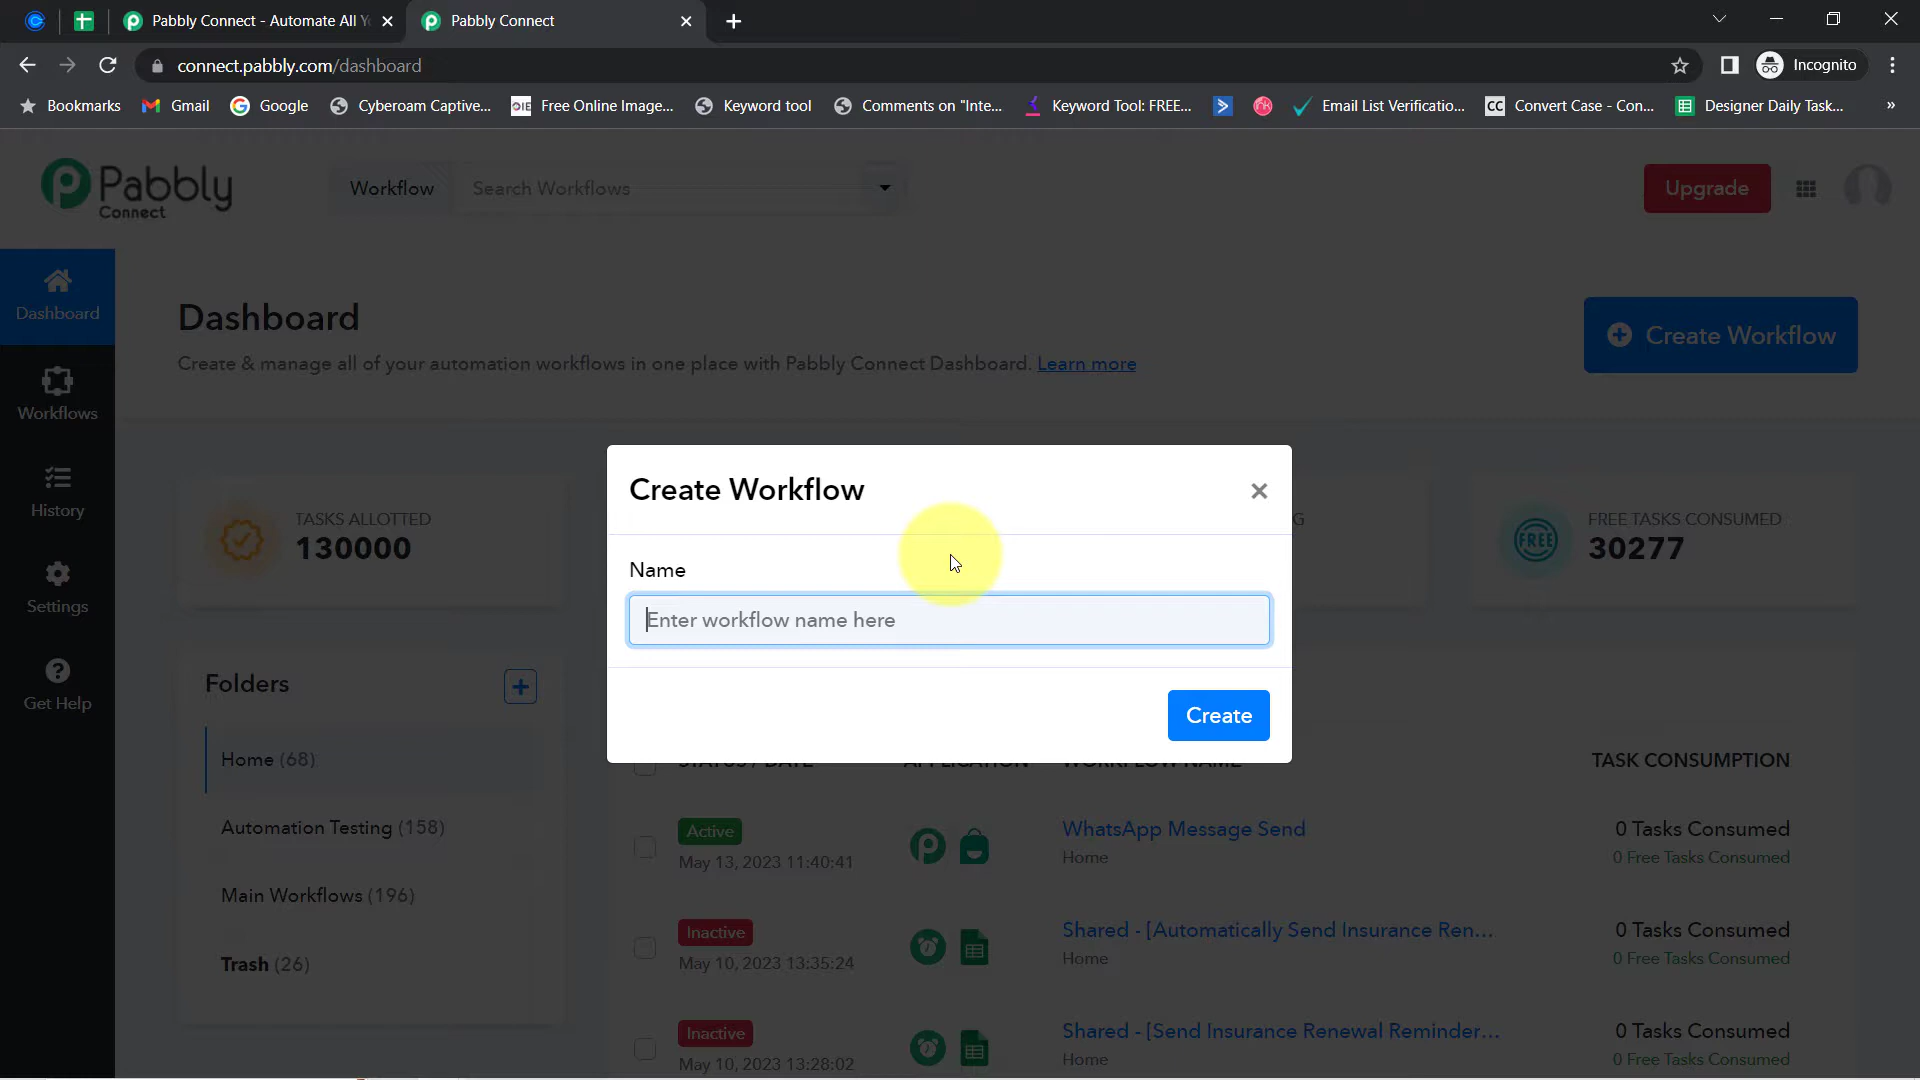 Pabbly Connect - Automate All Y
Pabbly Connect
connect.pabbly.com/dashboard
Incognito
Bookmarks
Gmail
Google
Cyberoam Captive...
OIE Free Online Image...
Keyword tool
Comments on "Inte...
Keyword Tool: FREE...
Email List Verificatio...
CC Convert Case - Con...
Designer Daily Task...
»
Pabbly
Connect
Workflow
Search Workflows
Upgrade
Dashboard
Workflows
History
Settings
Get Help
Dashboard
Create & manage all of your automation workflows in one place with Pabbly Connect Dashboard. Learn more
Create Workflow
TASKS ALLOTTED
130000
G
FREE
FREE TASKS CONSUMED
30277
Create Workflow
×
Name
Enter workflow name here
Create
Folders
Home (68)
Automation Testing (158)
Main Workflows (196)
Trash (26)
STATUS / DATE
APPLICATION
WORKFLOW NAME
TASK CONSUMPTION
Active
May 13, 2023 11:40:41
WhatsApp Message Send
Home
0 Tasks Consumed
0 Free Tasks Consumed
Inactive
May 10, 2023 13:35:24
Shared - [Automatically Send Insurance Ren...
Home
0 Tasks Consumed
0 Free Tasks Consumed
Inactive
May 10, 2023 13:28:02
Shared - [Send Insurance Renewal Reminder...
Home
0 Tasks Consumed
0 Free Tasks Consumed